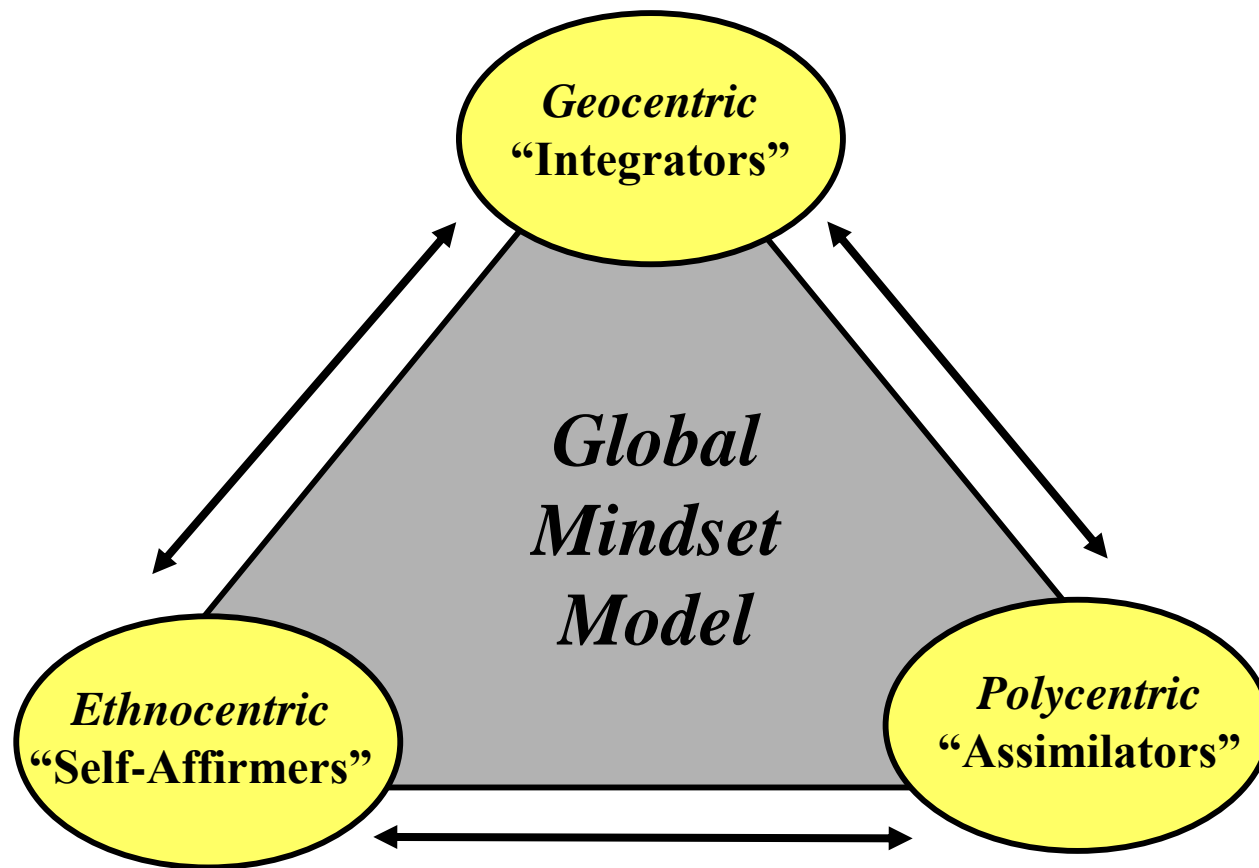 Geocentric
“Integrators”
Global
Mindset
Model
Ethnocentric
“Self-Affirmers”
Polycentric
“Assimilators”